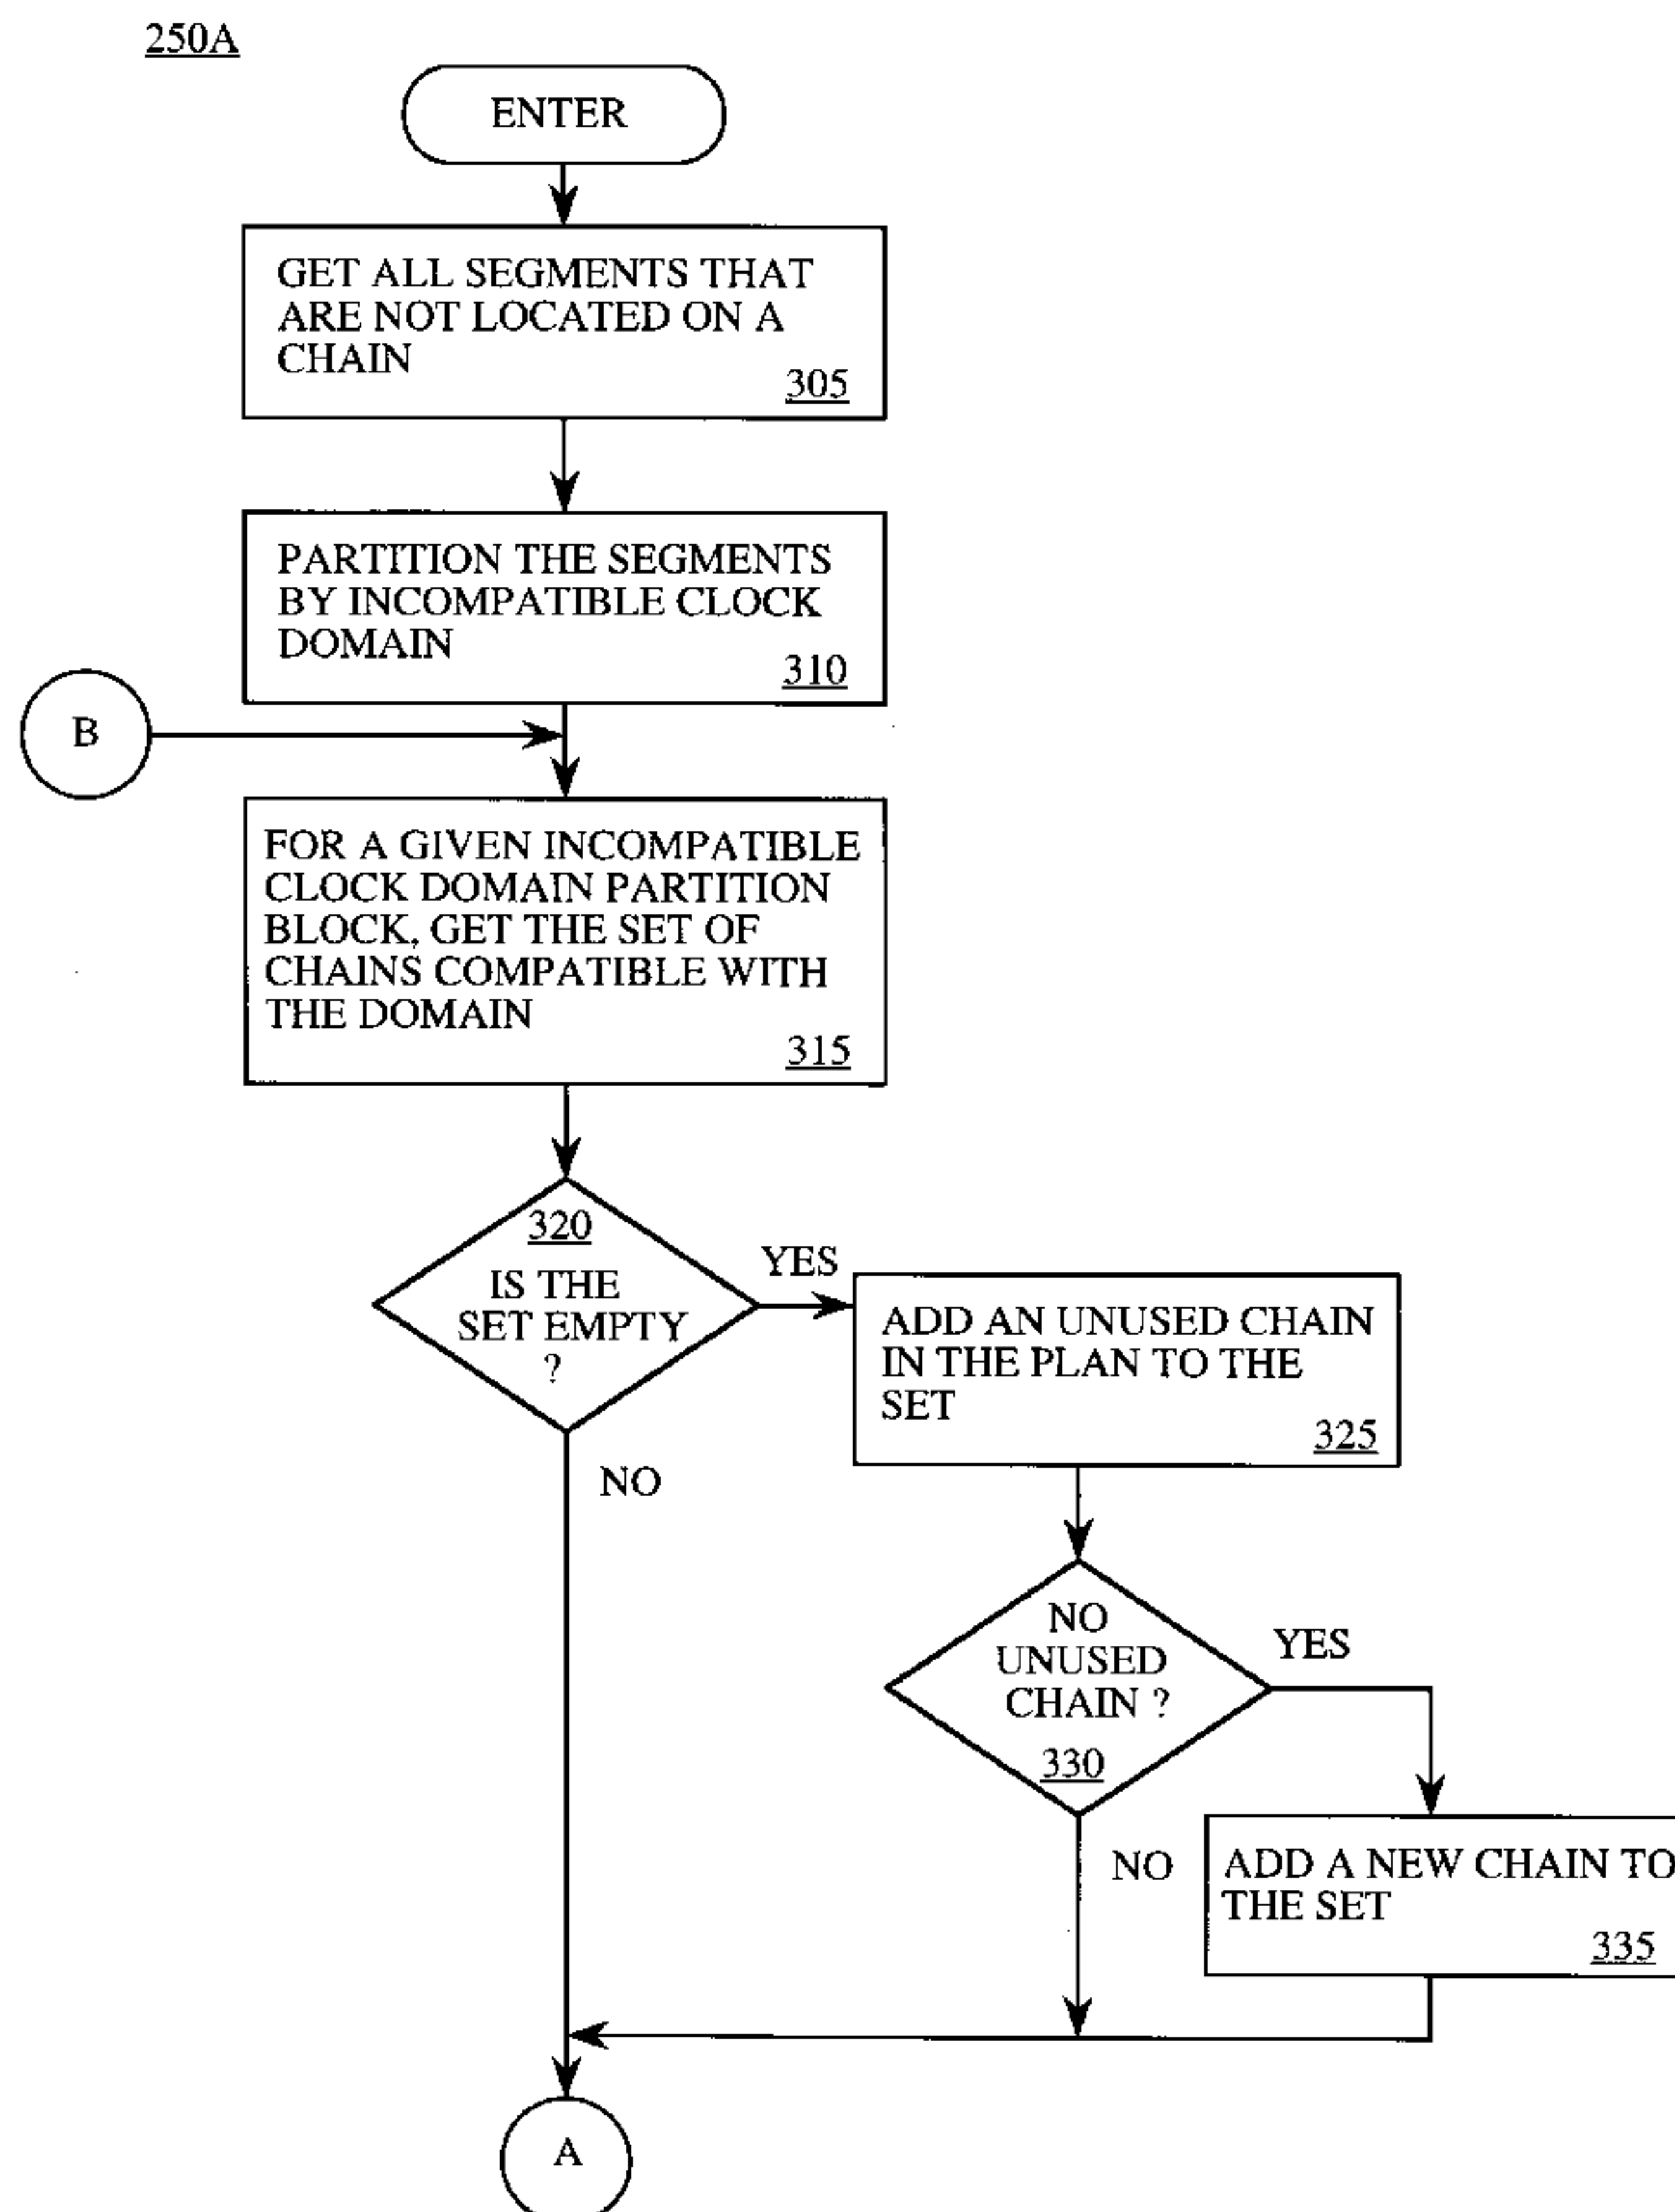 250A
ENTER
GET ALL SEGMENTS THAT
ARE NOT LOCATED ON A
CHAIN
305
PARTITION THE SEGMENTS
BY INCOMPATIBLE CLOCK
DOMAIN
310
B
FOR A GIVEN INCOMPATIBLE
CLOCK DOMAIN PARTITION
BLOCK, GET THE SET OF
CHAINS COMPATIBLE WITH
THE DOMAIN
315
320
IS THE
SET EMPTY
?
YES
ADD AN UNUSED CHAIN
IN THE PLAN TO THE
SET
325
NO
NO
UNUSED
CHAIN ?
330
YES
NO
ADD A NEW CHAIN TO
THE SET
335
A